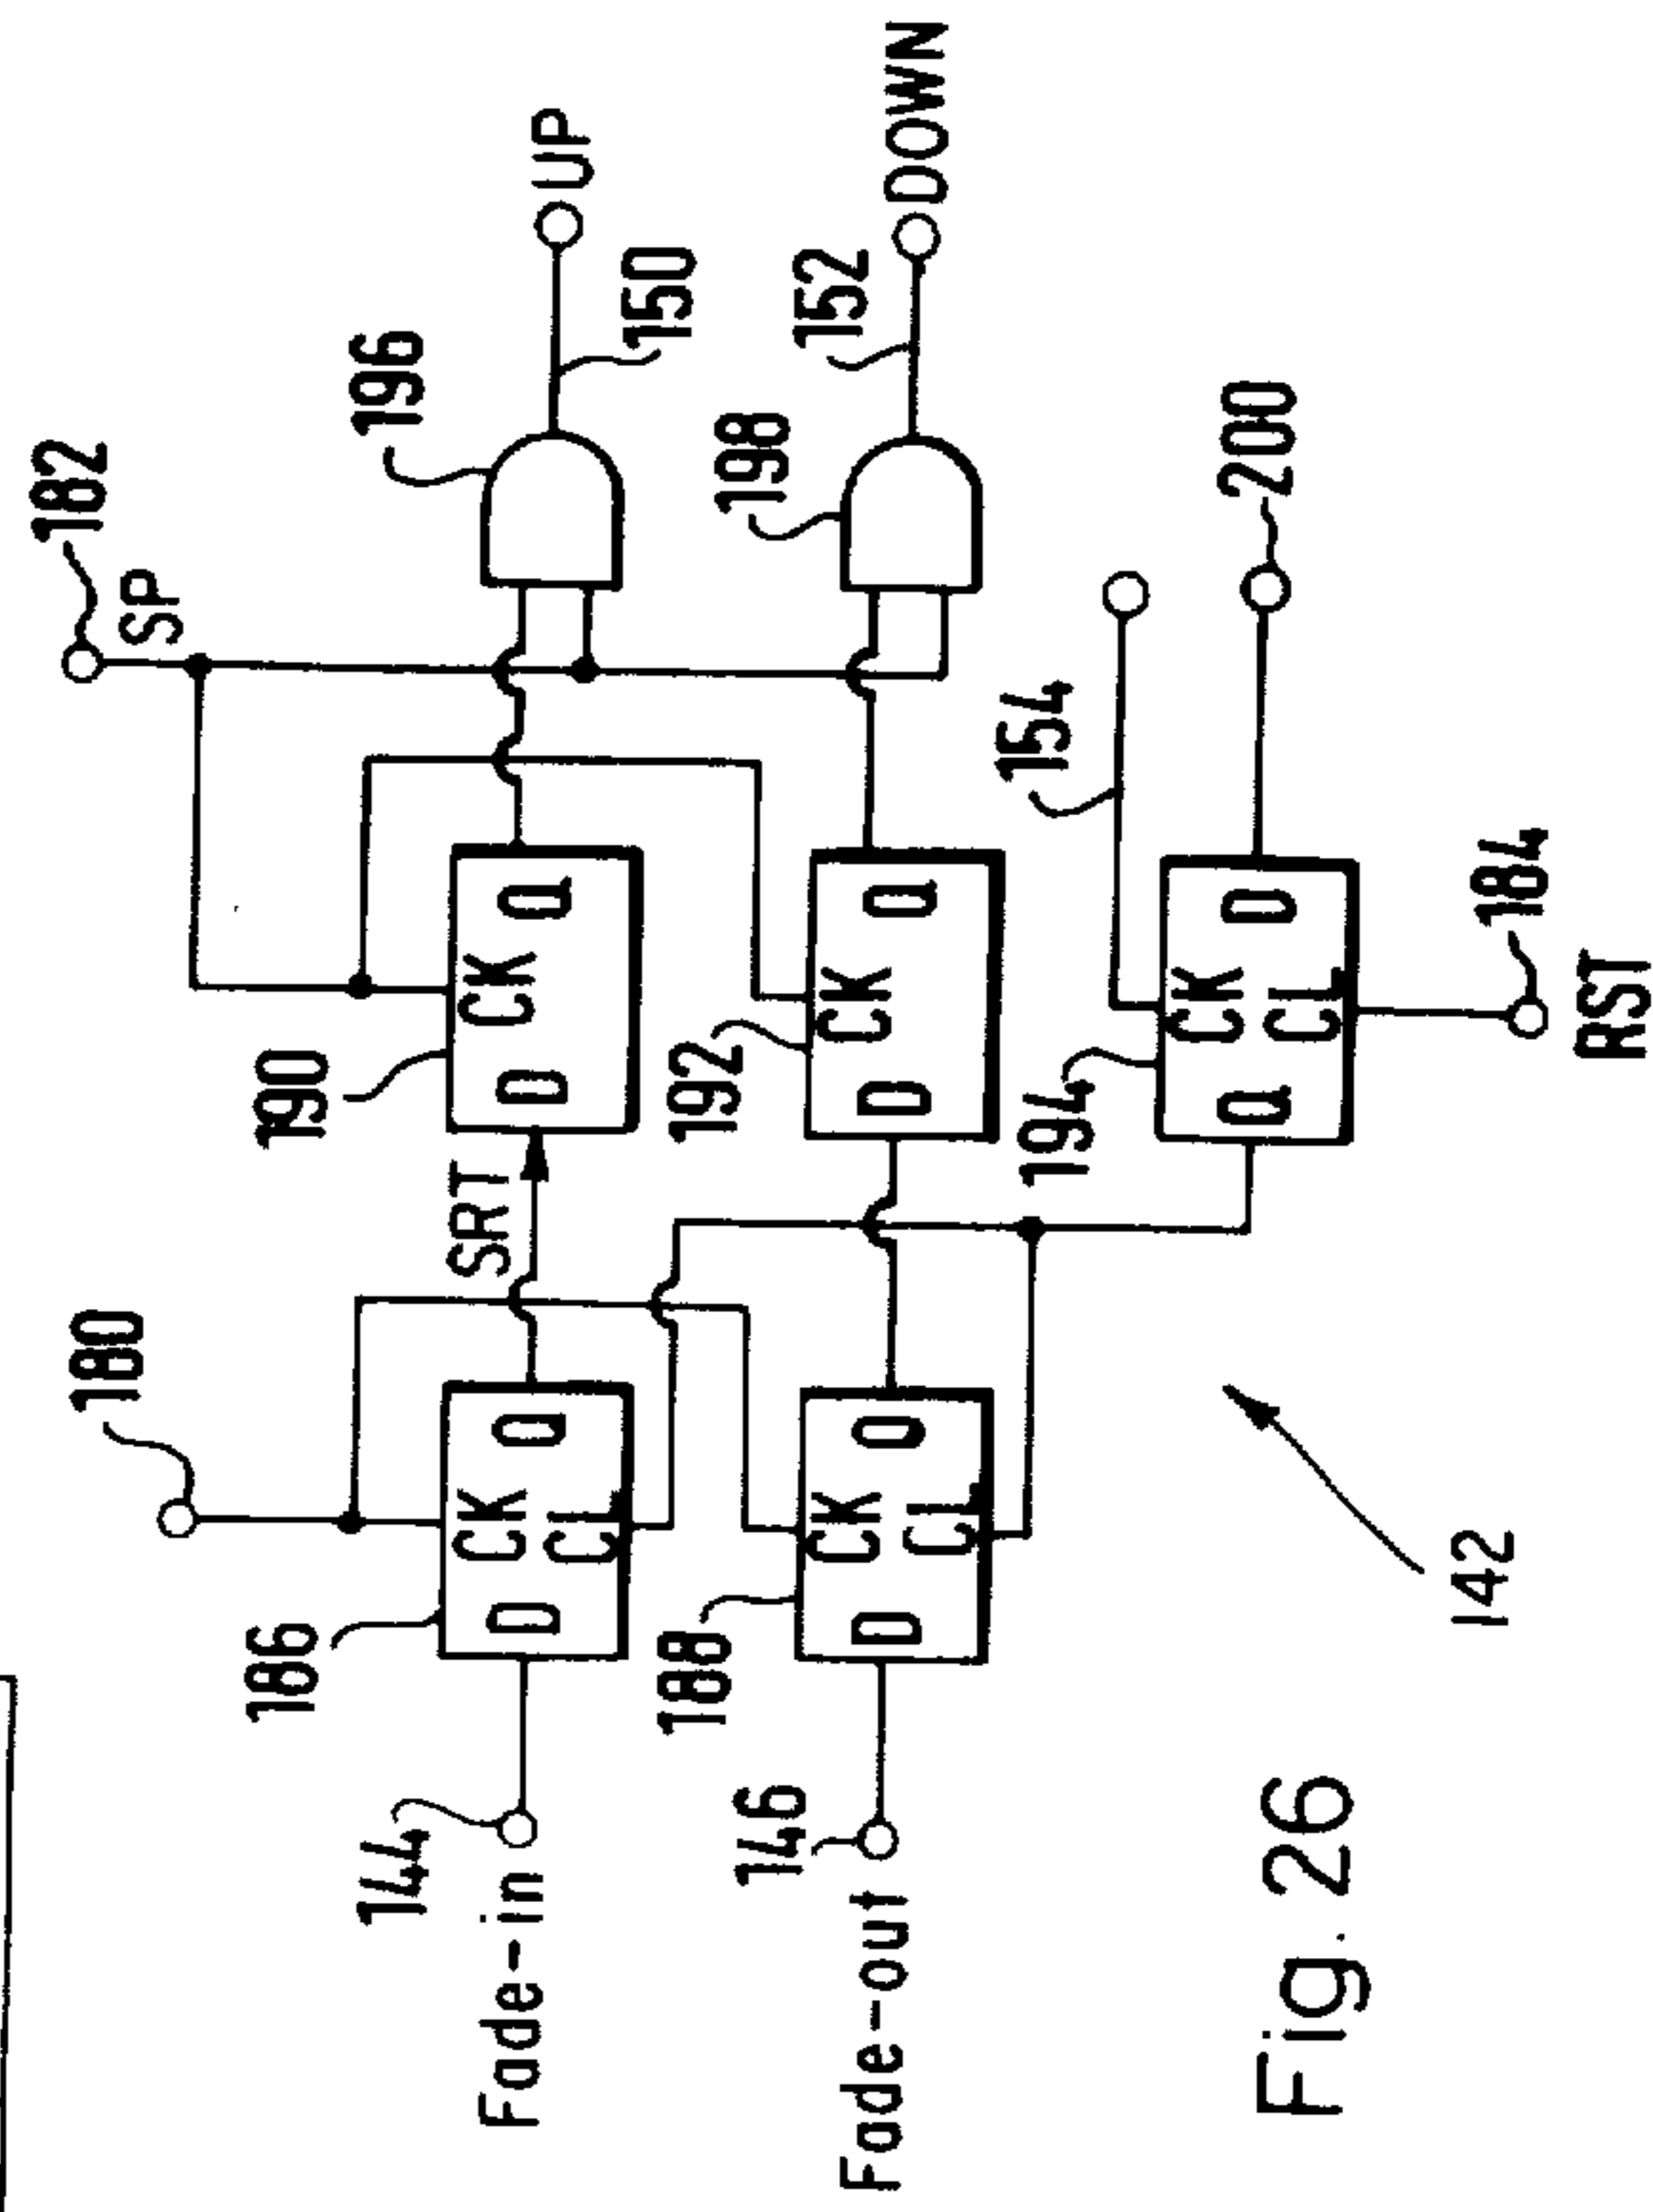 182
180
SP
186
190
196
144
CK
CK
Fade-in
D
Q
SRT
D
Q
UP
CL
150
188
192
198
146
152
CK
CK
Fade-out
D
Q
D
Q
DOWN
CL
154
194
CK
Q
D
200
CL
Fig. 26
142
184
RST